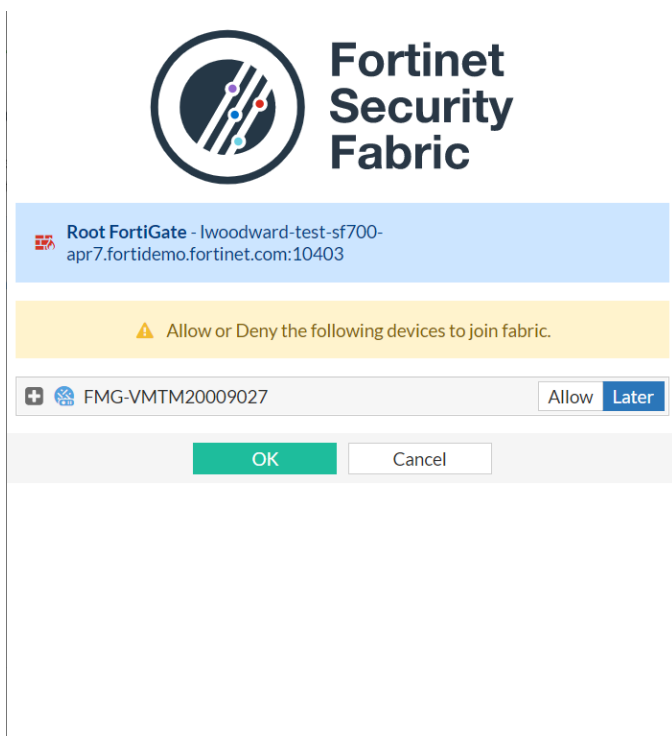 Fortinet
Security
Fabric
Root FortiGate - lwoodward-test-sf700-
apr7.fortidemo.fortinet.com:10403
Allow or Deny the following devices to join fabric.
FMG-VMTM20009027
Allow
Later
OK
Cancel